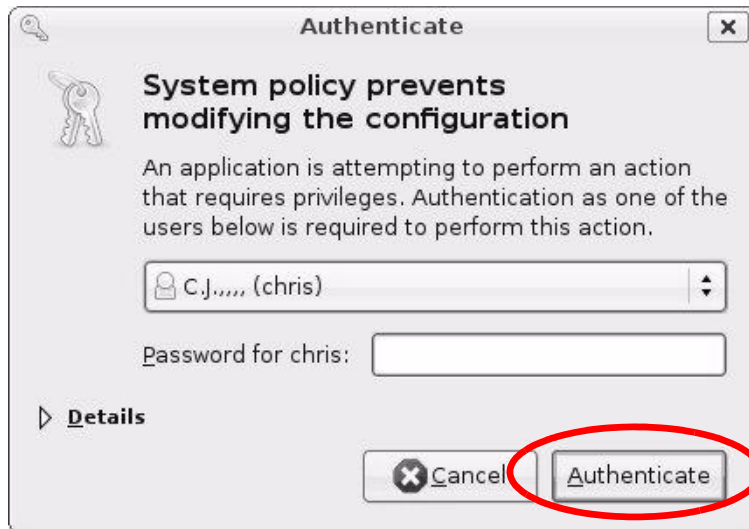 Authenticate
System policy prevents
modifying the configuration
An application is attempting to perform an action
that requires privileges. Authentication as one of the
users below is required to perform this action.
C.J.,,,, (chris)
Password for chris:
Details
Cancel
Authenticate